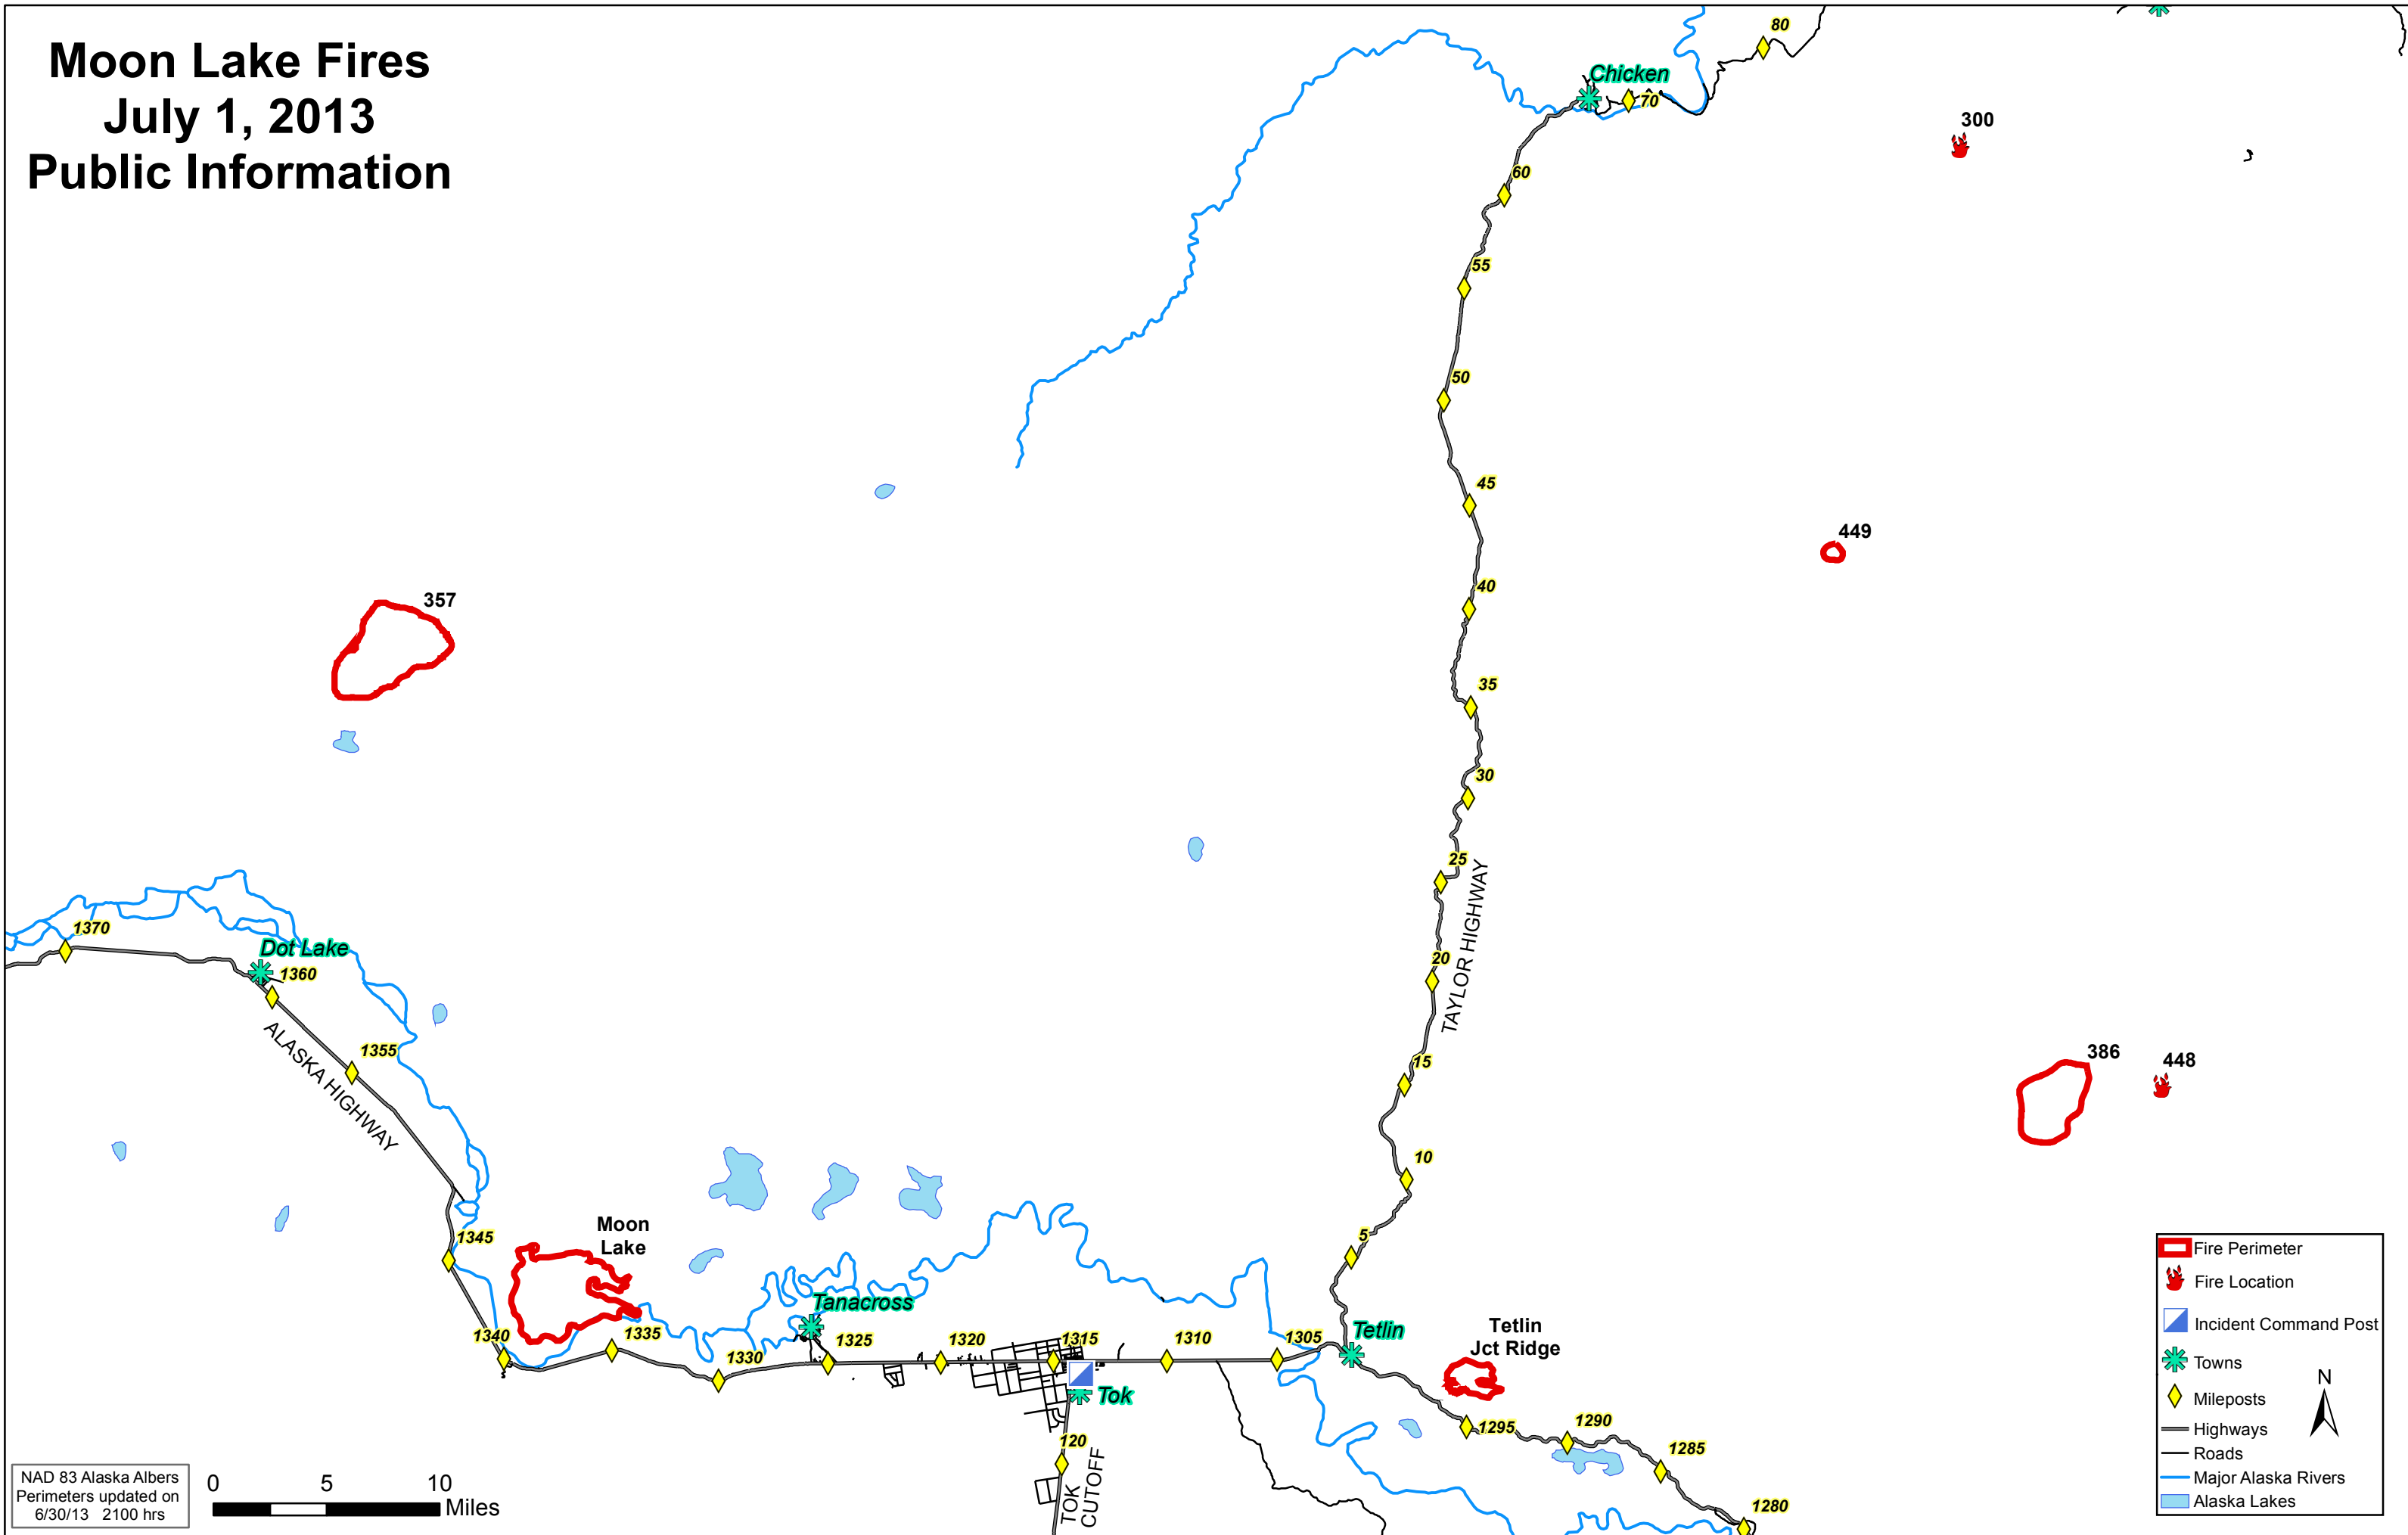 Moon Lake Fires
July 1, 2013
Public Information
80
Chicken
70
300
60
55
50
45
449
40
357
35
30
25
TAYLOR HIGHWAY
1370
Dot Lake
1360
20
ALASKA HIGHWAY
1355
15
386
448
10
Moon
Lake
1345
5
Tanacross
1340
1335
1330
1325
1320
1315
1310
1305
Tetlin
Tetlin
Jct Ridge
Tok
120
TOK
CUTOFF
1295
1290
1285
1280
Fire Perimeter
Fire Location
Incident Command Post
Towns
Mileposts
N
Highways
Roads
Major Alaska Rivers
Alaska Lakes
NAD 83 Alaska Albers
Perimeters updated on
6/30/13 2100 hrs
0 5 10
Miles